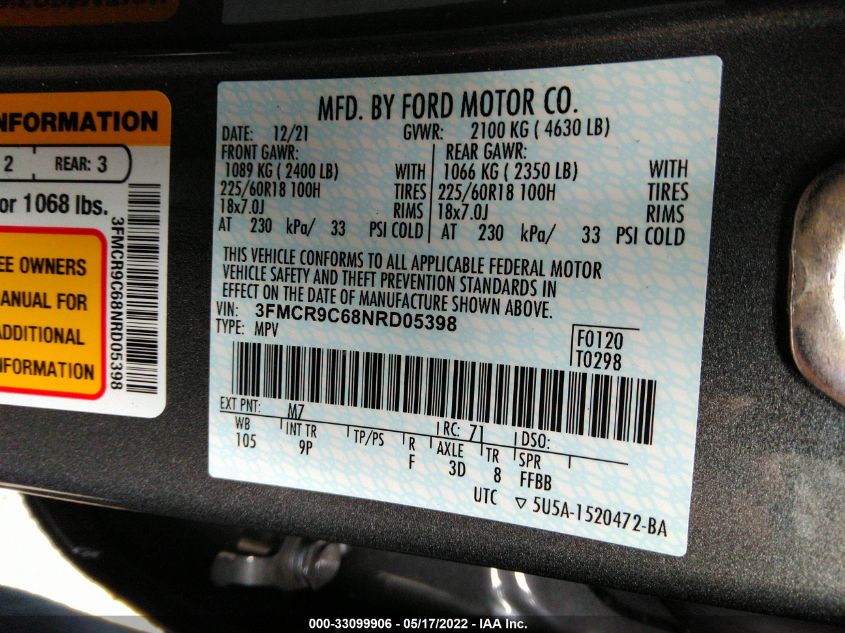 NFORMATION
2 REAR: 3
or 1068 lbs.
EE OWNERS
MANUAL FOR
ADDITIONAL
NFORMATION
3FMCR9C68NRD05398
MFD. BY FORD MOTOR CO.
DATE: 12/21 GVWR: 2100 KG ( 4630 LB)
FRONT GAWR: REAR GAWR:
1089 KG ( 2400 LB) WITH 1066 KG ( 2350 LB) WITH
225/60R18 100H TIRES 225/60R18 100H TIRES
18x7.0J RIMS 18x7.0J RIMS
AT 230 kPa/ 33 PSI COLD AT 230 kPa/ 33 PSI COLD
THIS VEHICLE CONFORMS TO ALL APPLICABLE FEDERAL MOTOR
VEHICLE SAFETY AND THEFT PREVENTION STANDARDS IN
EFFECT ON THE DATE OF MANUFACTURE SHOWN ABOVE.
VIN: 3FMCR9C68NRD05398
TYPE: MPV
F0120
T0298
EXT PNT: M7 RC: 71 DSO:
WB INT TR TP/PS R AXLE TR SPR
105 9P F 3D 8 FFBB
UTC ▽ 5U5A-1520472-BA
000-33099906 - 05/17/2022 - IAA Inc.